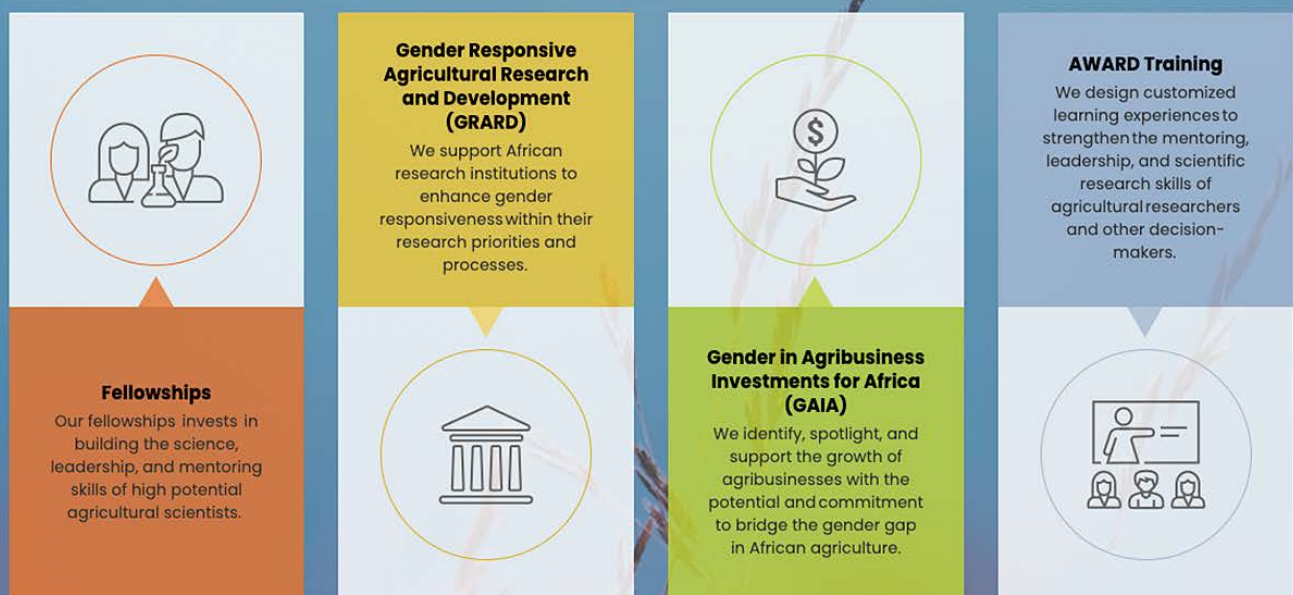 Fellowships
Our fellowships invests in
building the science,
leadership, and mentoring
skills of high potential
agricultural scientists.
Gender Responsive
Agricultural Research
and Development
(GRARD)
We support African
research institutions to
enhance gender
responsiveness within their
research priorities and
processes.
$
Gender in Agribusiness
Investments for Africa
(GAIA)
We identify, spotlight, and
support the growth of
agribusinesses with the
potential and commitment
to bridge the gender gap
in African agriculture.
AWARD Training
We design customized
learning experiences to
strengthen the mentoring,
leadership, and scientific
research skills of
agricultural researchers
and other decision-
makers.